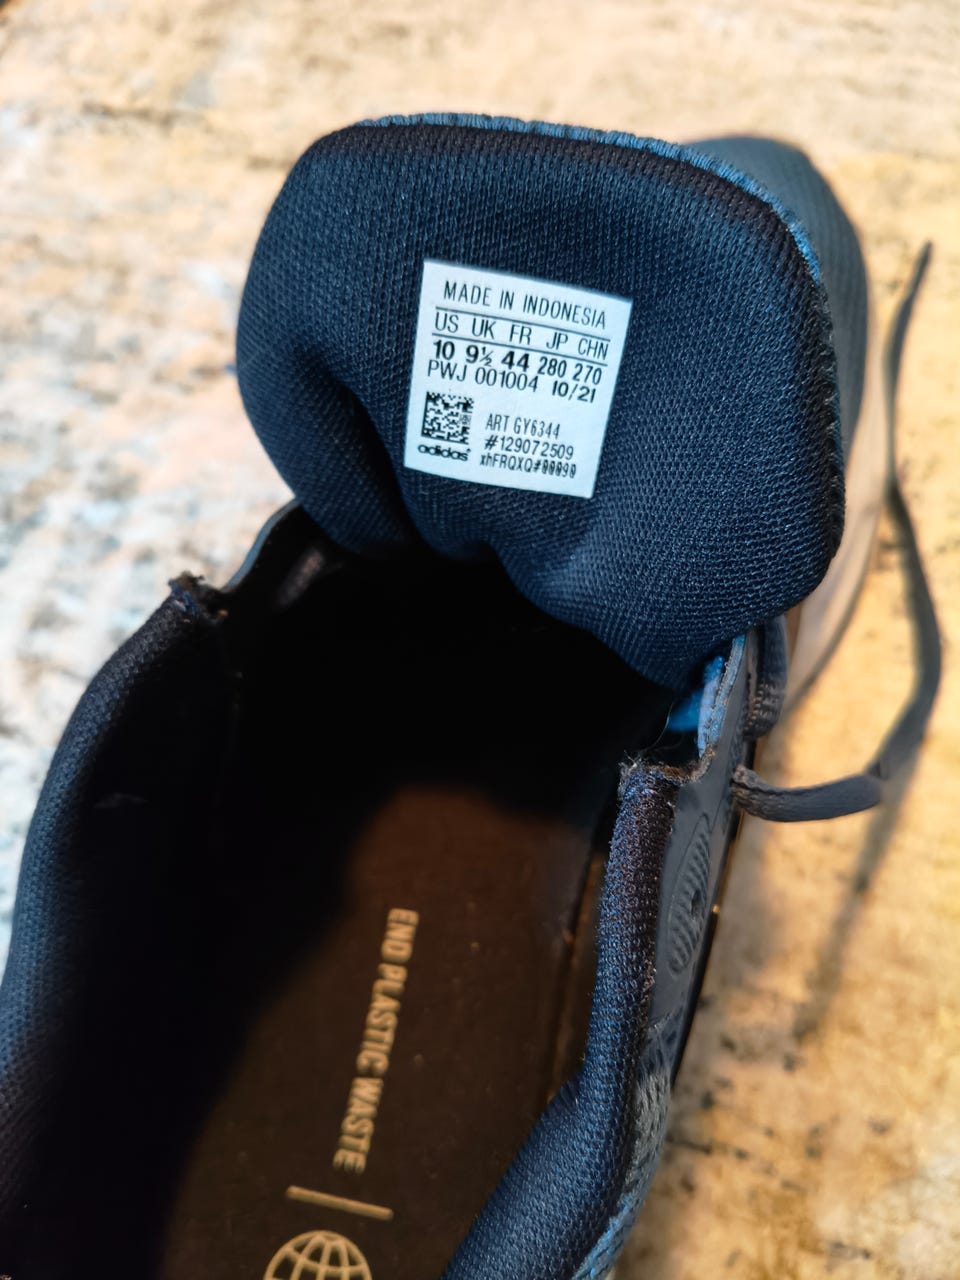 MADE IN INDONESIA
US UK FR JP CHN
10 9½ 44 280 270
PWJ 001004 10/21
ART GY6344
#129072509
adidas
END PLASTIC WASTE